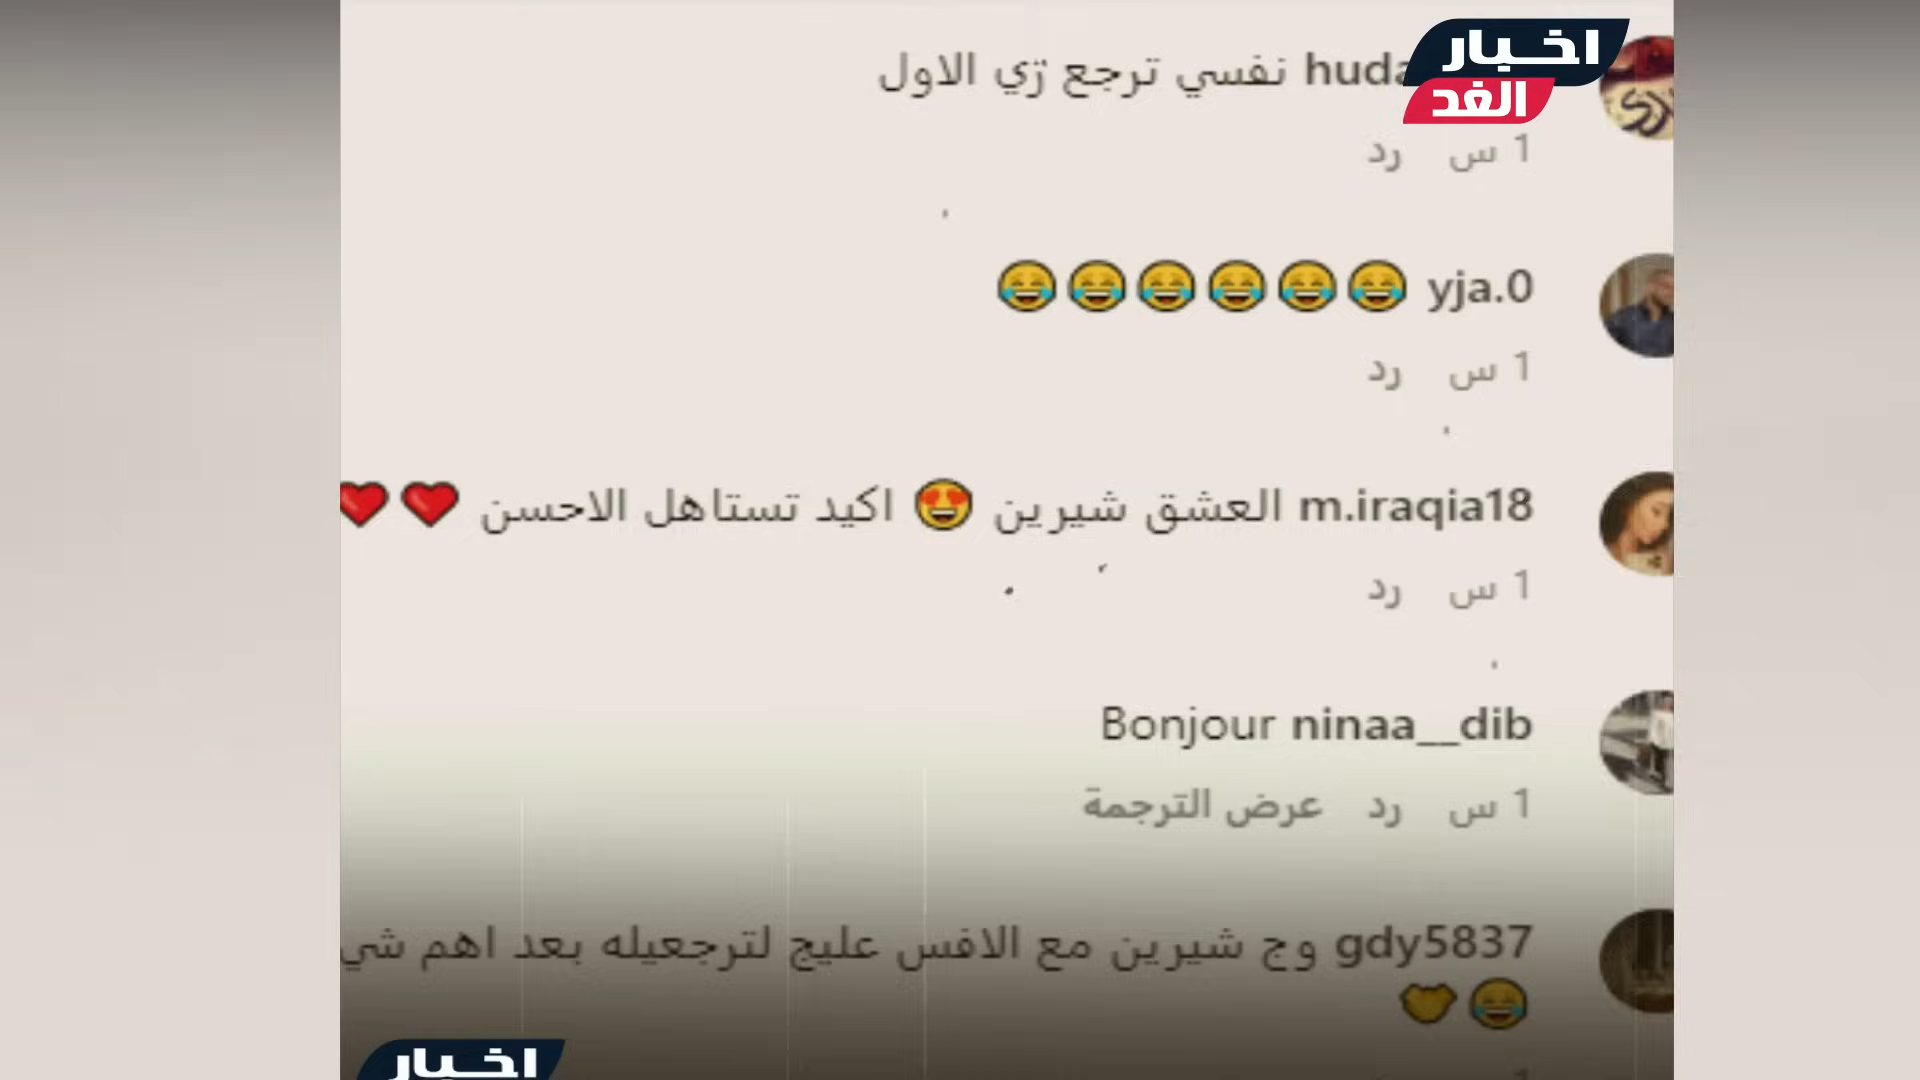 اخبار
الغد
huda نفسي ترجع زي الاول
1 س رد
yja.0 😂😂😂😂😂😂
1 س رد
m.iraqia18 العشق شيرين 😍 اكيد تستاهل الاحسن ❤❤
1 س رد
Bonjour ninaa__dib
1 س رد عرض الترجمة
gdy5837 وج شيرين مع الافس عليج لترجعيله بعد اهم شي
😂
اخبار